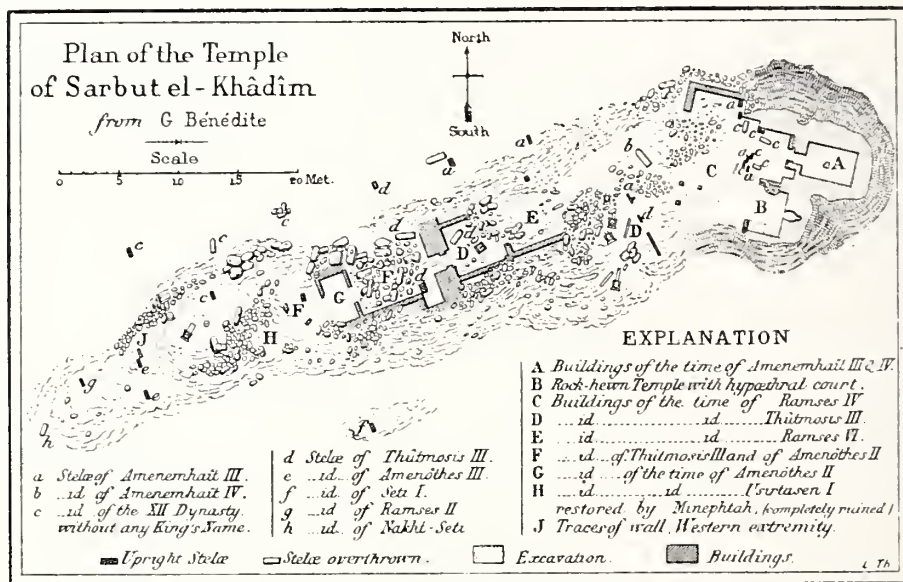 Plan of the Temple
of Sarbut el-Khâdîm
from G Bénédite
Scale
0 5 10 15 20 Met.
North
South
EXPLANATION
A Buildings of the time of Amenemhaît III & IV.
B Rock-hewn Temple with hypæthral court.
C Buildings of the time of Ramses IV
D ....id............id........Thûtmosis III.
E ....id............id........Ramses VI.
F ....id.of Thûtmosis III and of Amenôthes II
G ....id....of the time of Amenôthes II
H ....id........id........Usirtasen I
restored by Minephtah, (completely ruined)
J Traces of wall, Western extremity.
a Stelæ of Amenemhaît III.
b ..id of Amenemhaît IV.
c ..id of the XII Dynasty
without any King's Name.
d Stelæ of Thûtmosis III.
e ..id.. of Amenôthes III.
f ..id of Seti I.
g ..id of Ramses II
h ..id of Nakht-Seti
Upright Stelæ
Stelæ overthrown.
Excavation.
Buildings.
L Th